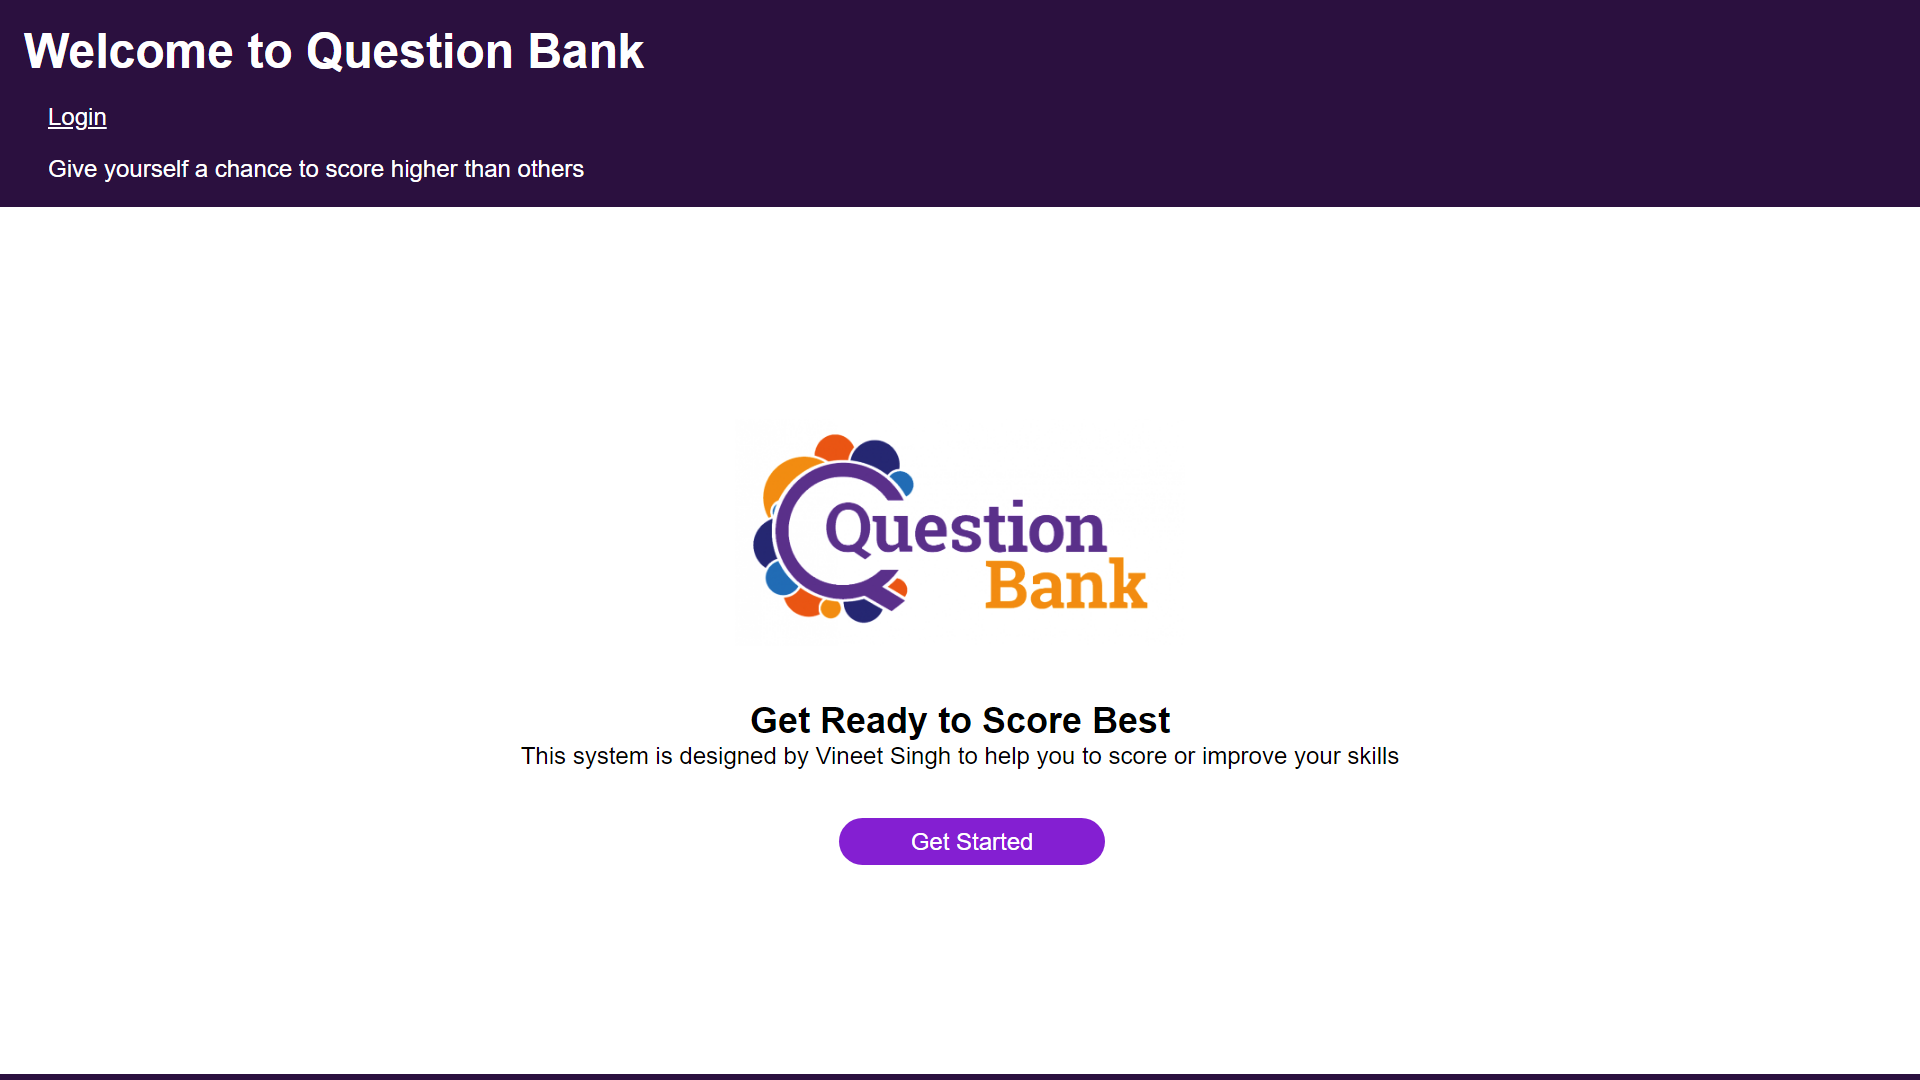 Welcome to Question Bank
Login
Give yourself a chance to score higher than others
Question
Bank
Get Ready to Score Best
This system is designed by Vineet Singh to help you to score or improve your skills
Get Started